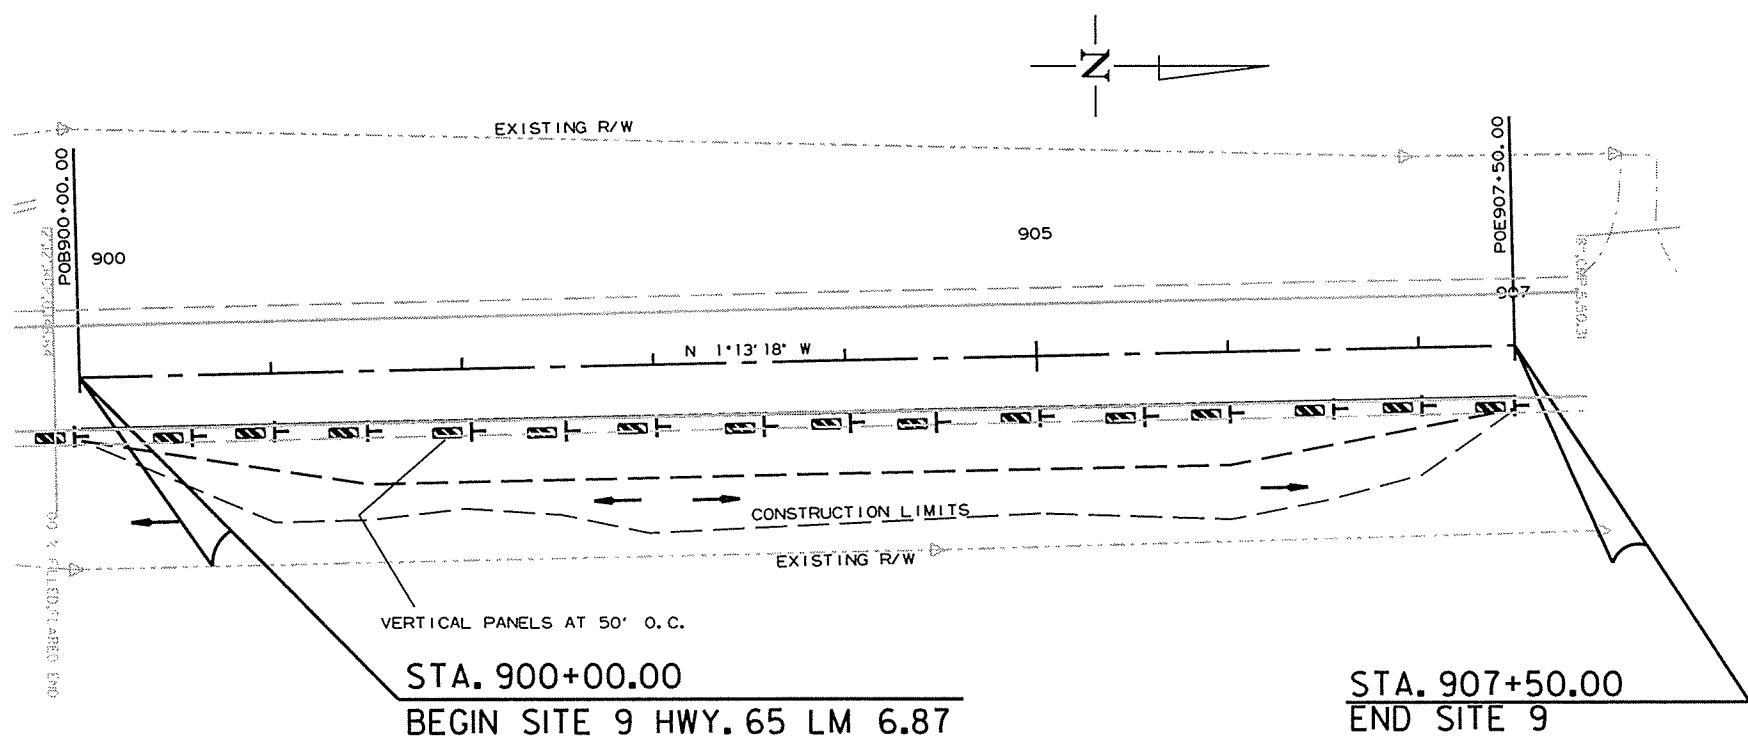 N
EXISTING R/W
POB900+00.00
POE907+50.00
900
905
907
N 1°13'18" W
CONSTRUCTION LIMITS
EXISTING R/W
VERTICAL PANELS AT 50' O.C.
STA. 900+00.00
BEGIN SITE 9 HWY. 65 LM 6.87
STA. 907+50.00
END SITE 9